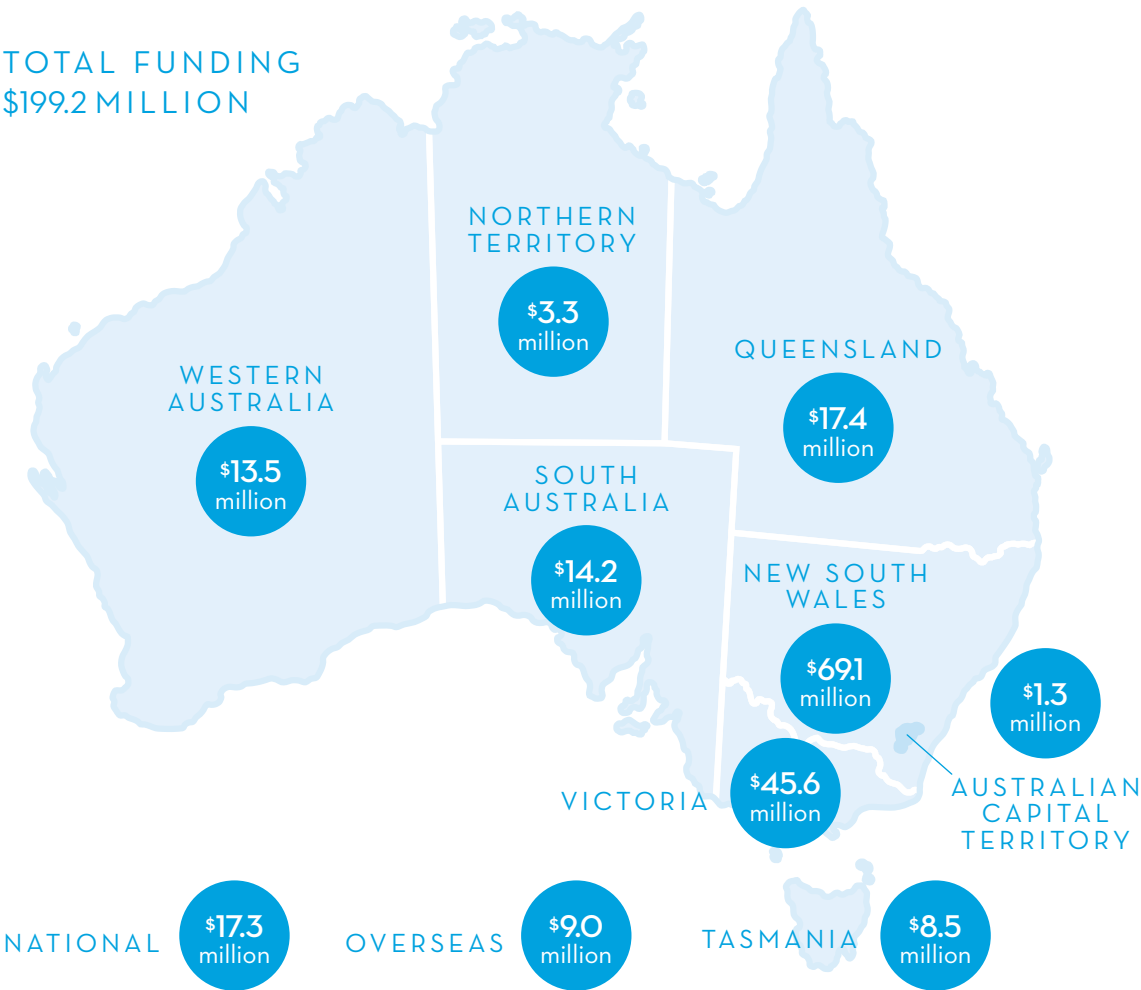 TOTAL FUNDING
$199.2 MILLION
NORTHERN
TERRITORY
$3.3
million
QUEENSLAND
$17.4
million
WESTERN
AUSTRALIA
$13.5
million
SOUTH
AUSTRALIA
$14.2
million
NEW SOUTH
WALES
$69.1
million
$1.3
million
AUSTRALIAN
CAPITAL
TERRITORY
VICTORIA
$45.6
million
NATIONAL
$17.3
million
OVERSEAS
$9.0
million
TASMANIA
$8.5
million